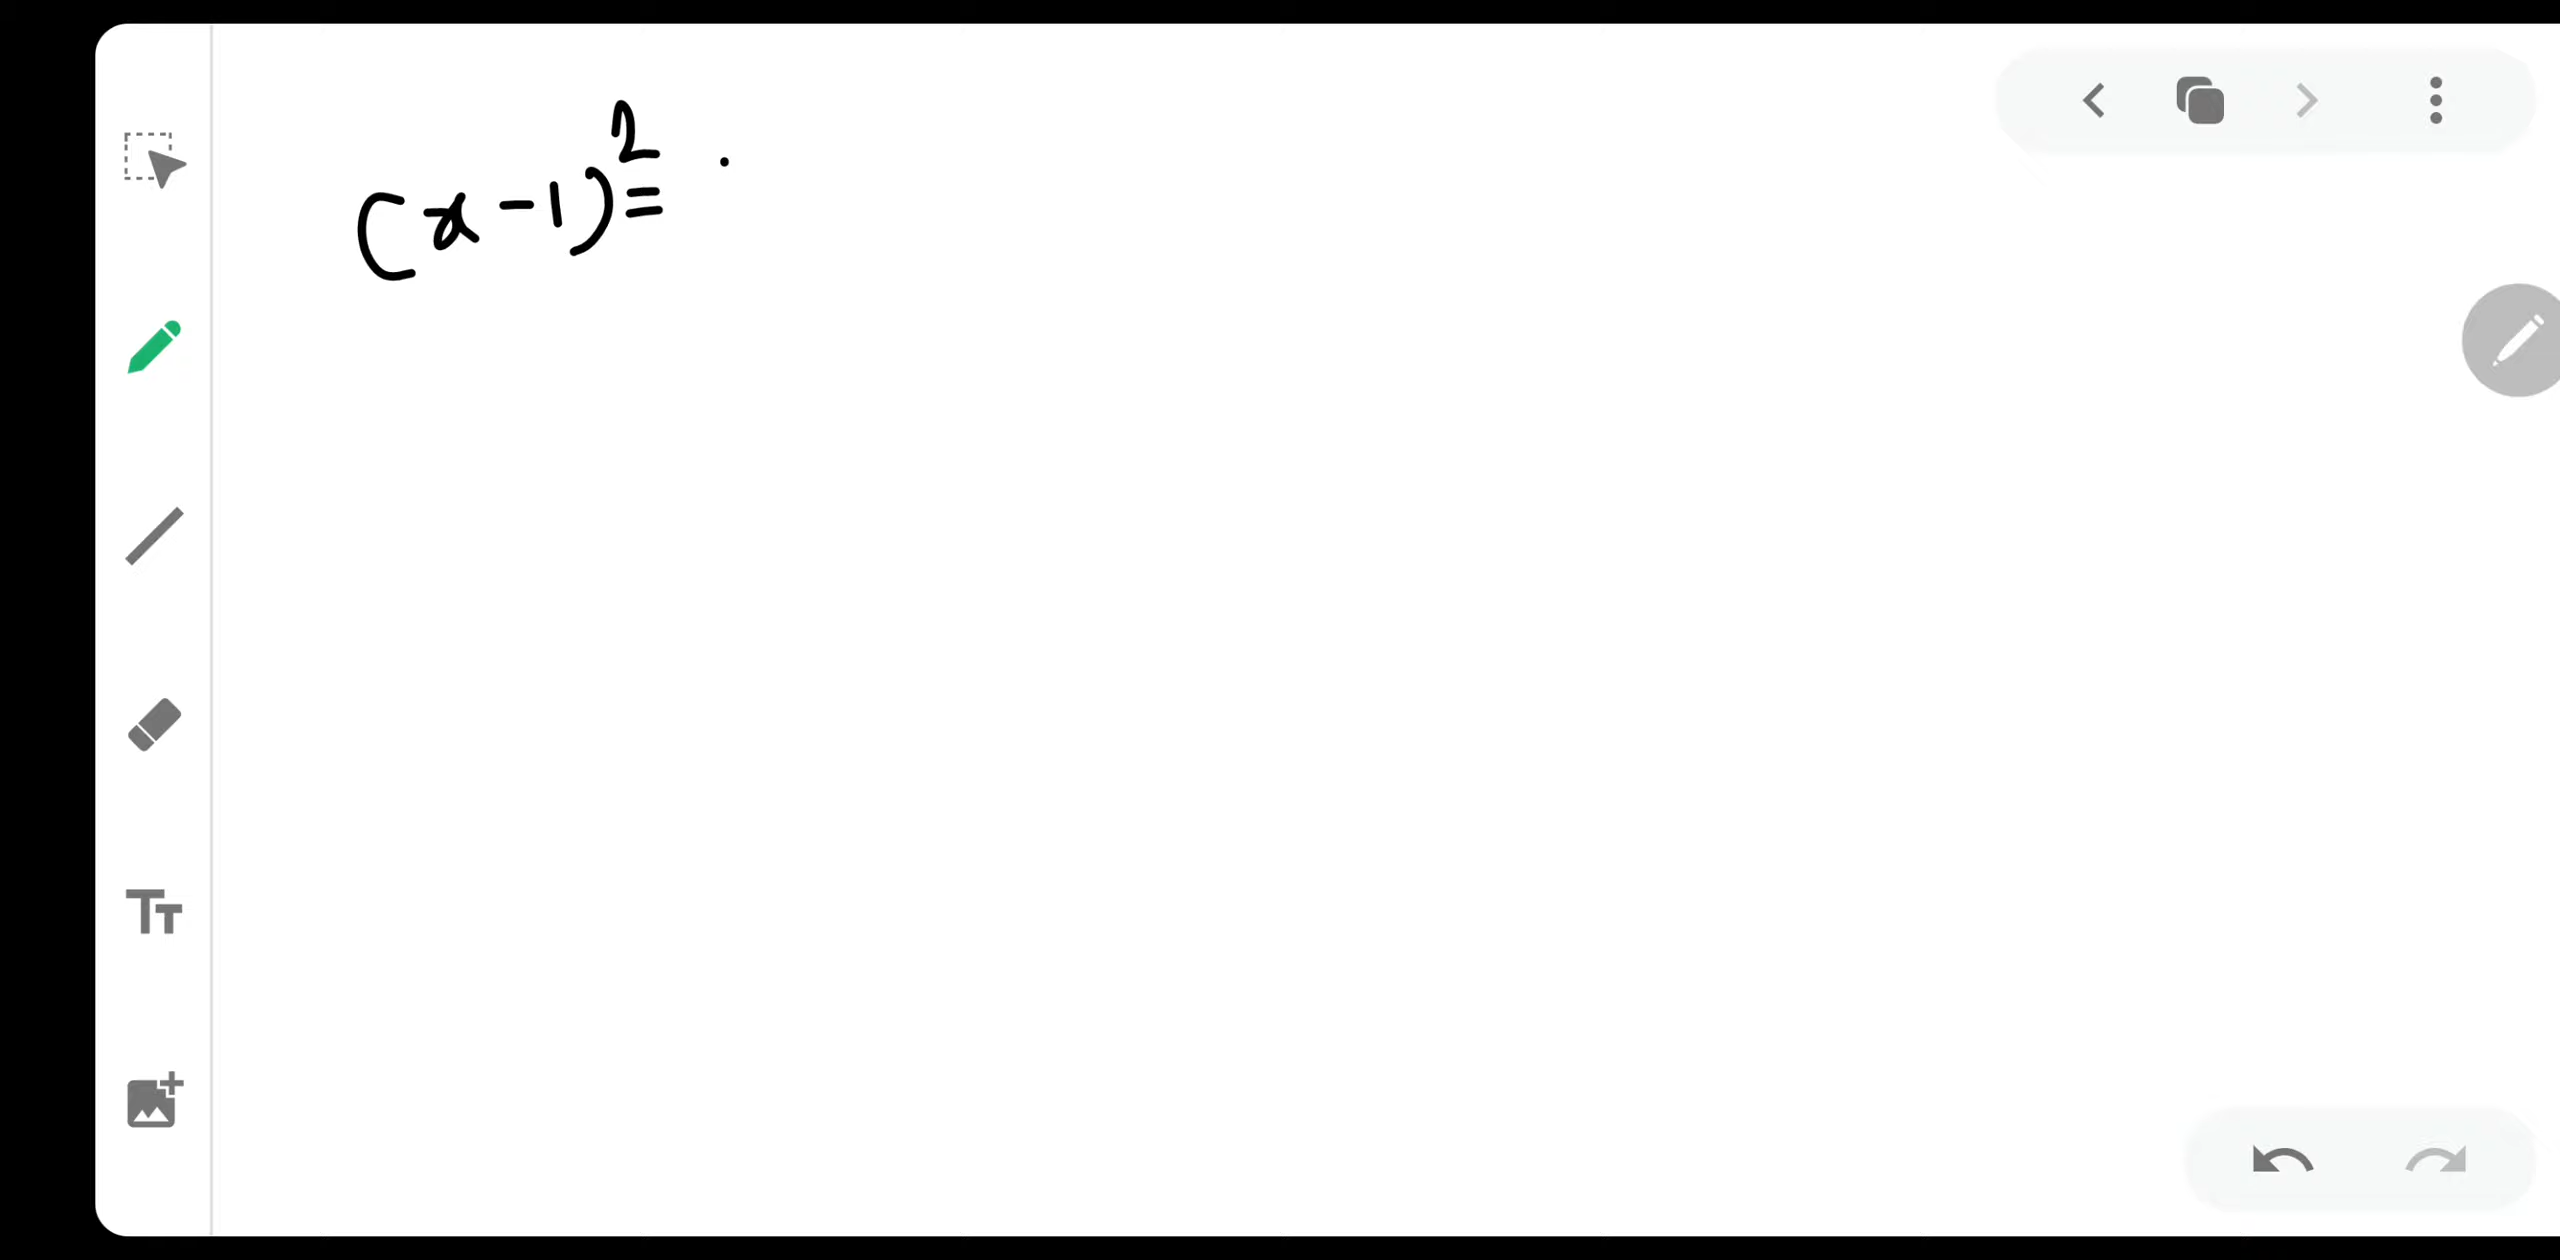 (x-1)²= .